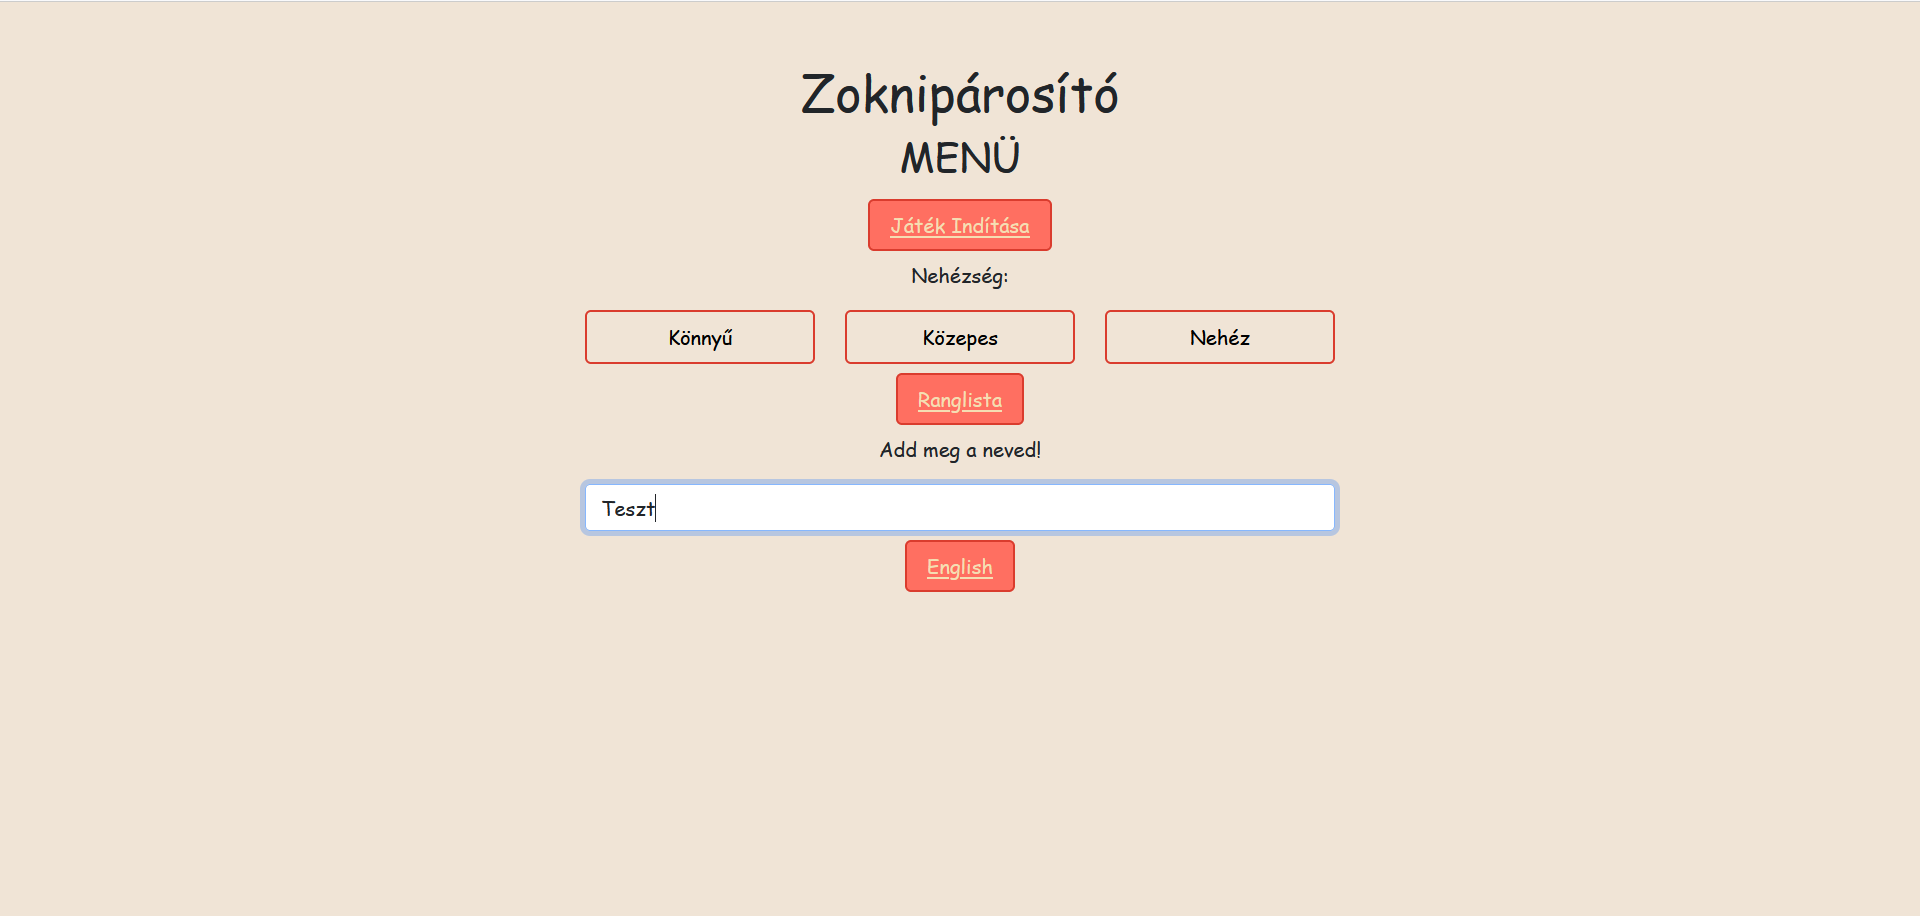 Zoknipárosító
MENÜ
Játék Indítása
Nehézség:
Könnyű Közepes Nehéz
Ranglista
Add meg a neved!
Teszt
English